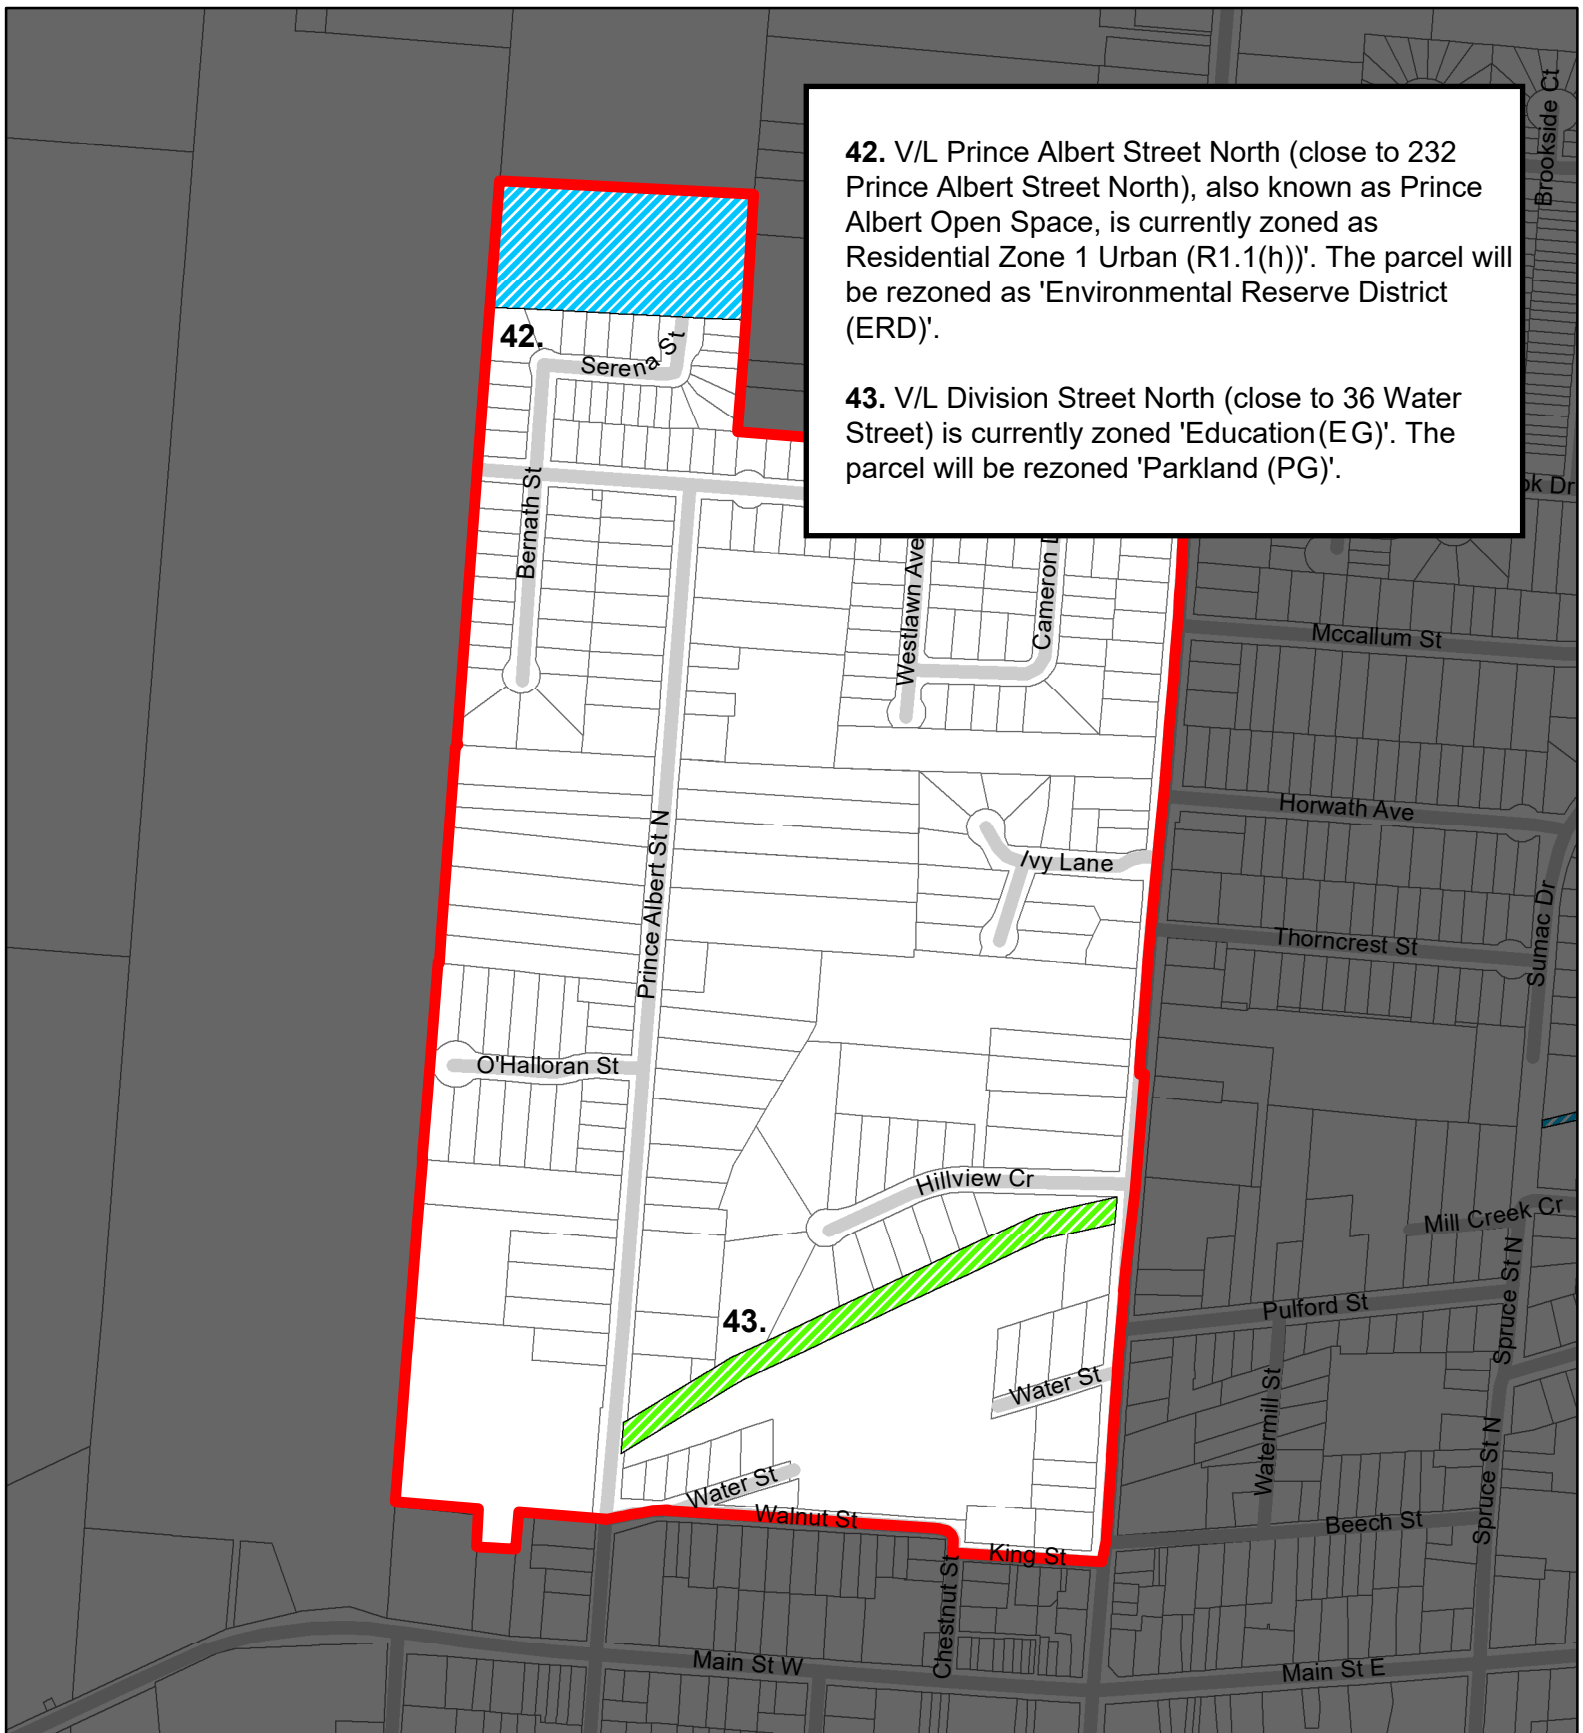 Brookside Ct
42. V/L Prince Albert Street North (close to 232
Prince Albert Street North), also known as Prince
Albert Open Space, is currently zoned as
Residential Zone 1 Urban (R1.1(h))'. The parcel will
be rezoned as 'Environmental Reserve District
(ERD)'.
43. V/L Division Street North (close to 36 Water
Street) is currently zoned 'Education(EG)'. The
parcel will be rezoned 'Parkland (PG)'.
42.
Serena St
ok Dr
Bernath St
Westlawn Ave
Cameron D
Mccallum St
Horwath Ave
Prince Albert St N
Ivy Lane
Sumac Dr
Thorncrest St
O'Halloran St
Hillview Cr
Mill Creek Cr
Spruce St N
Pulford St
43.
Water St
Watermill St
Spruce St N
Water St
Walnut St
Beech St
King St
Chestnut St
Main St W
Main St E